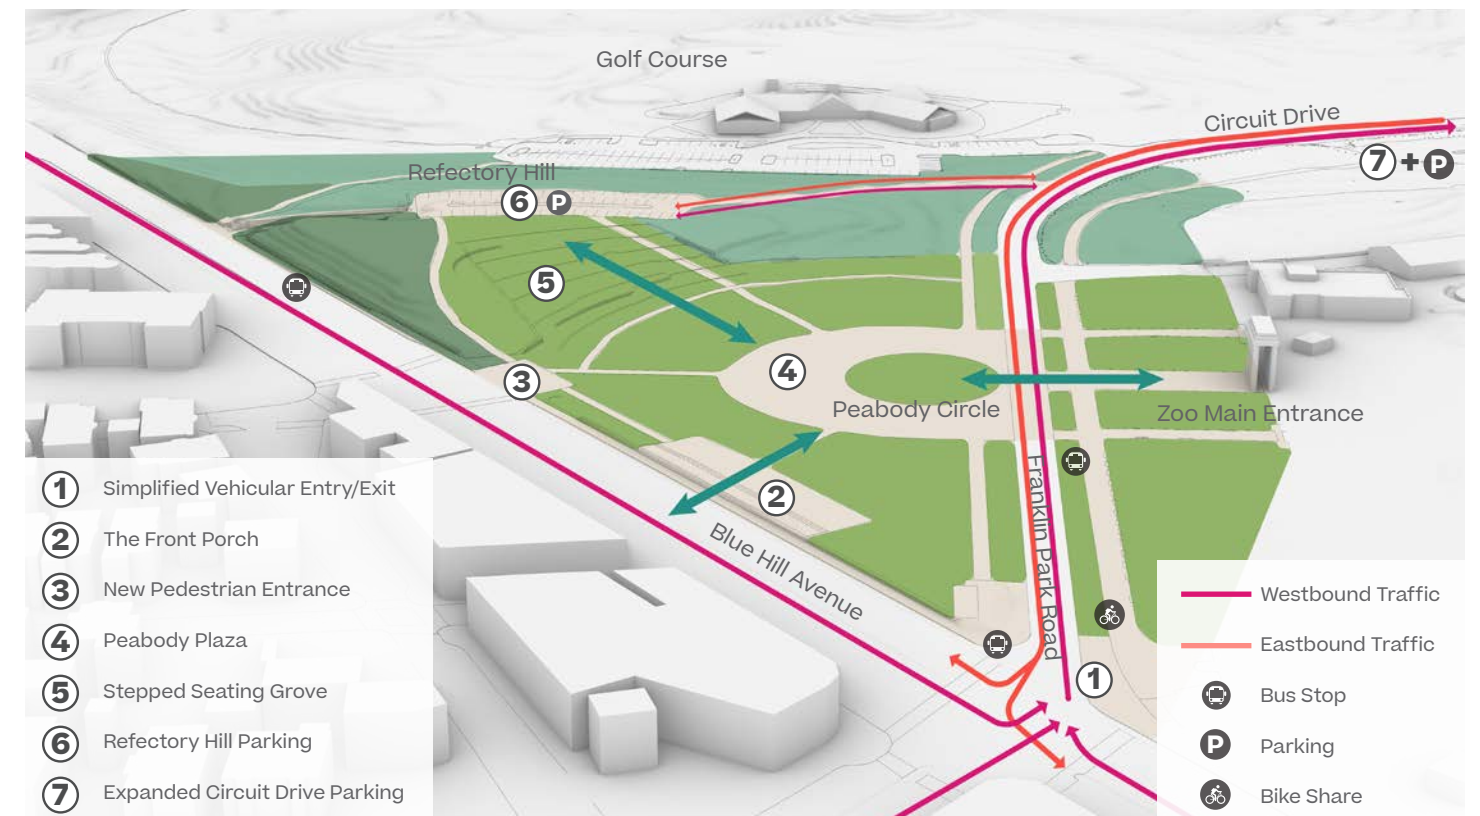 Golf Course
Circuit Drive
7 + P
Refectory Hill
6 P
5
4
3
Peabody Circle
Zoo Main Entrance
2
Franklin Park Road
Blue Hill Avenue
1
1 Simplified Vehicular Entry/Exit
2 The Front Porch
3 New Pedestrian Entrance
4 Peabody Plaza
5 Stepped Seating Grove
6 Refectory Hill Parking
7 Expanded Circuit Drive Parking
Westbound Traffic
Eastbound Traffic
Bus Stop
P Parking
Bike Share